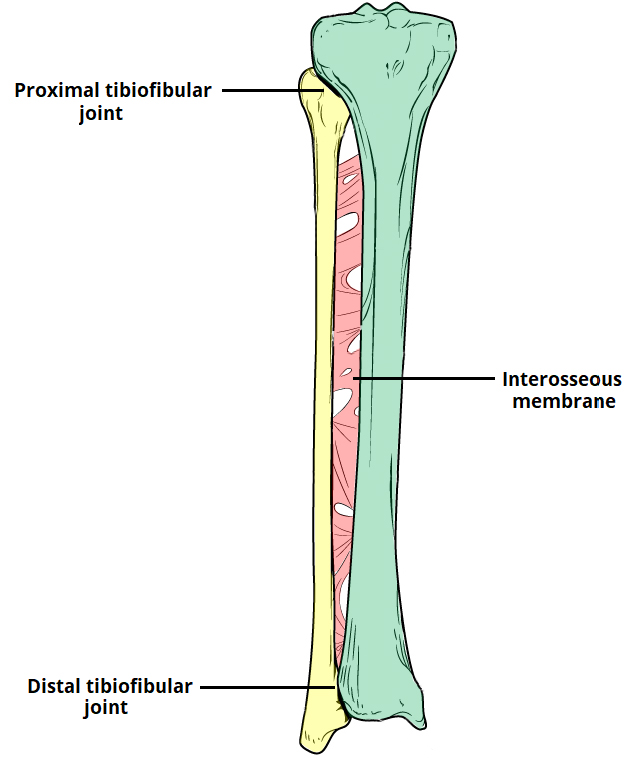 Proximal tibiofibular
joint
Interosseous
membrane
Distal tibiofibular
joint